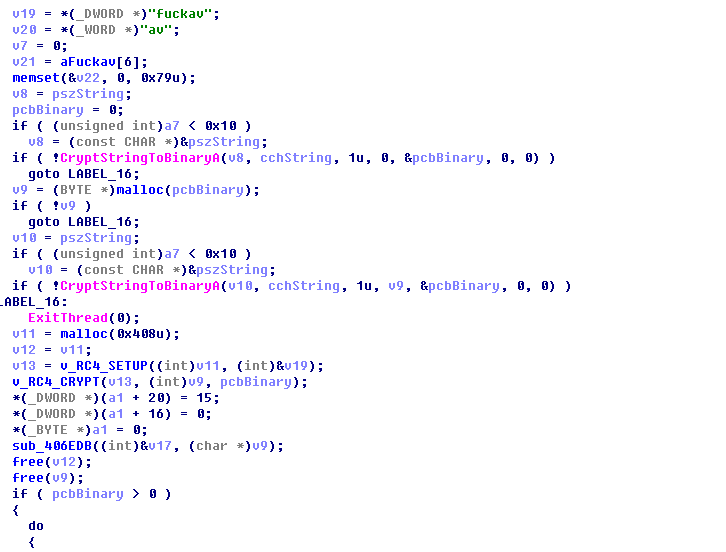 v19 = *(_DWORD *)"fuckav";
v20 = *(_WORD *)"av";
v7 = 0;
v21 = aFuckav[6];
memset(&v22, 0, 0x79u);
v8 = pszString;
pcbBinary = 0;
if ( (unsigned int)a7 < 0x10 )
v8 = (const CHAR *)&pszString;
if ( !CryptStringToBinaryA(v8, cchString, 1u, 0, &pcbBinary, 0, 0) )
goto LABEL_16;
v9 = (BYTE *)malloc(pcbBinary);
if ( !v9 )
goto LABEL_16;
v10 = pszString;
if ( (unsigned int)a7 < 0x10 )
v10 = (const CHAR *)&pszString;
if ( !CryptStringToBinaryA(v10, cchString, 1u, v9, &pcbBinary, 0, 0) )
LABEL_16:
ExitThread(0);
v11 = malloc(0x408u);
v12 = v11;
v13 = v_RC4_SETUP((int)v11, (int)&v19);
v_RC4_CRYPT(v13, (int)v9, pcbBinary);
*(_DWORD *)(a1 + 20) = 15;
*(_DWORD *)(a1 + 16) = 0;
*(_BYTE *)a1 = 0;
sub_406EDB((int)&v17, (char *)v9);
free(v12);
free(v9);
if ( pcbBinary > 0 )
{
do
{